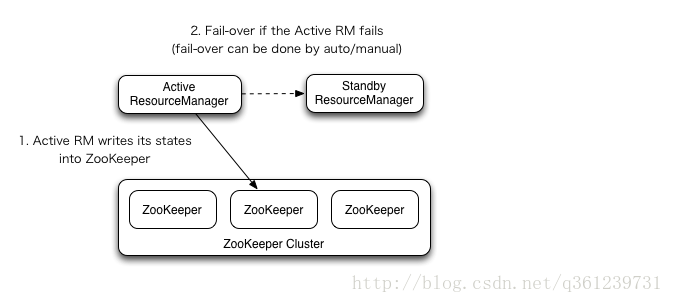 2. Fail-over if the Active RM fails
(fail-over can be done by auto/manual)
Active
ResourceManager
Standby
ResourceManager
1. Active RM writes its states
into ZooKeeper
ZooKeeper
ZooKeeper
ZooKeeper
ZooKeeper Cluster
http://blog.csdn.net/q361239731